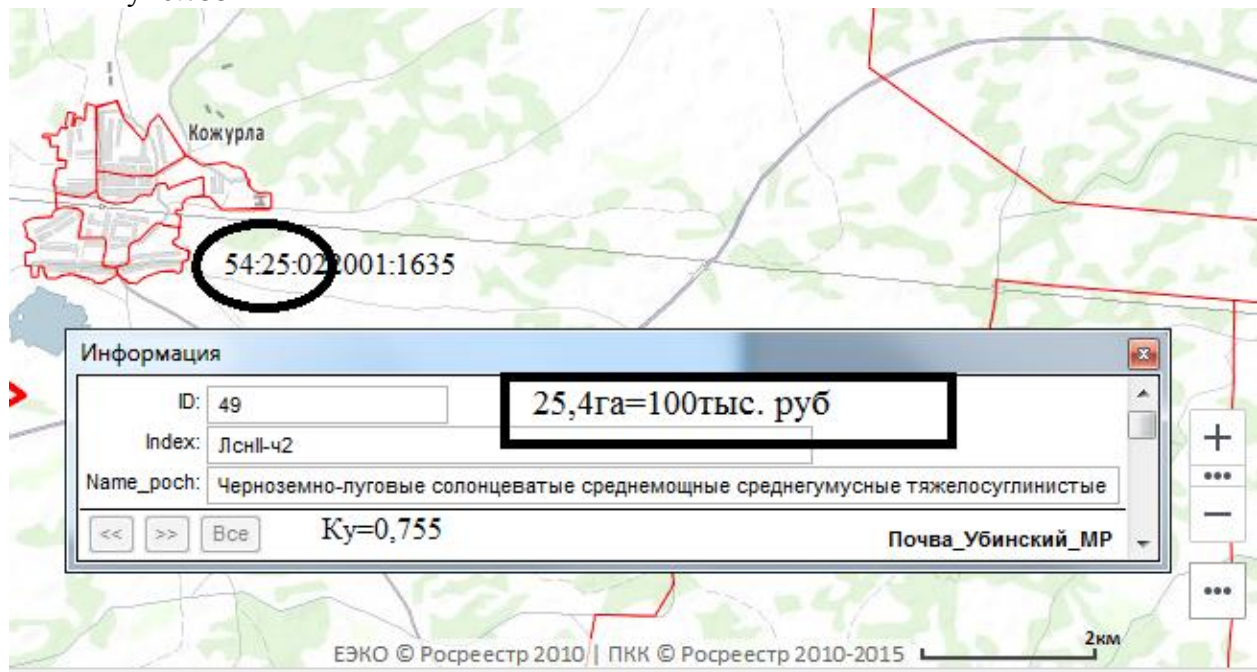 Кожурла
54:25:022001:1635
Информация
ID: 49
25,4га=100тыс. руб
Index: ЛснII-ч2
Name_poch: Черноземно-луговые солонцеватые среднемощные среднегумусные тяжелосуглинистые
<< >> Все
Ку=0,755
Почва_Убинский_МР
2км
ЕЭКО © Росреестр 2010 | ПКК © Росреестр 2010-2015